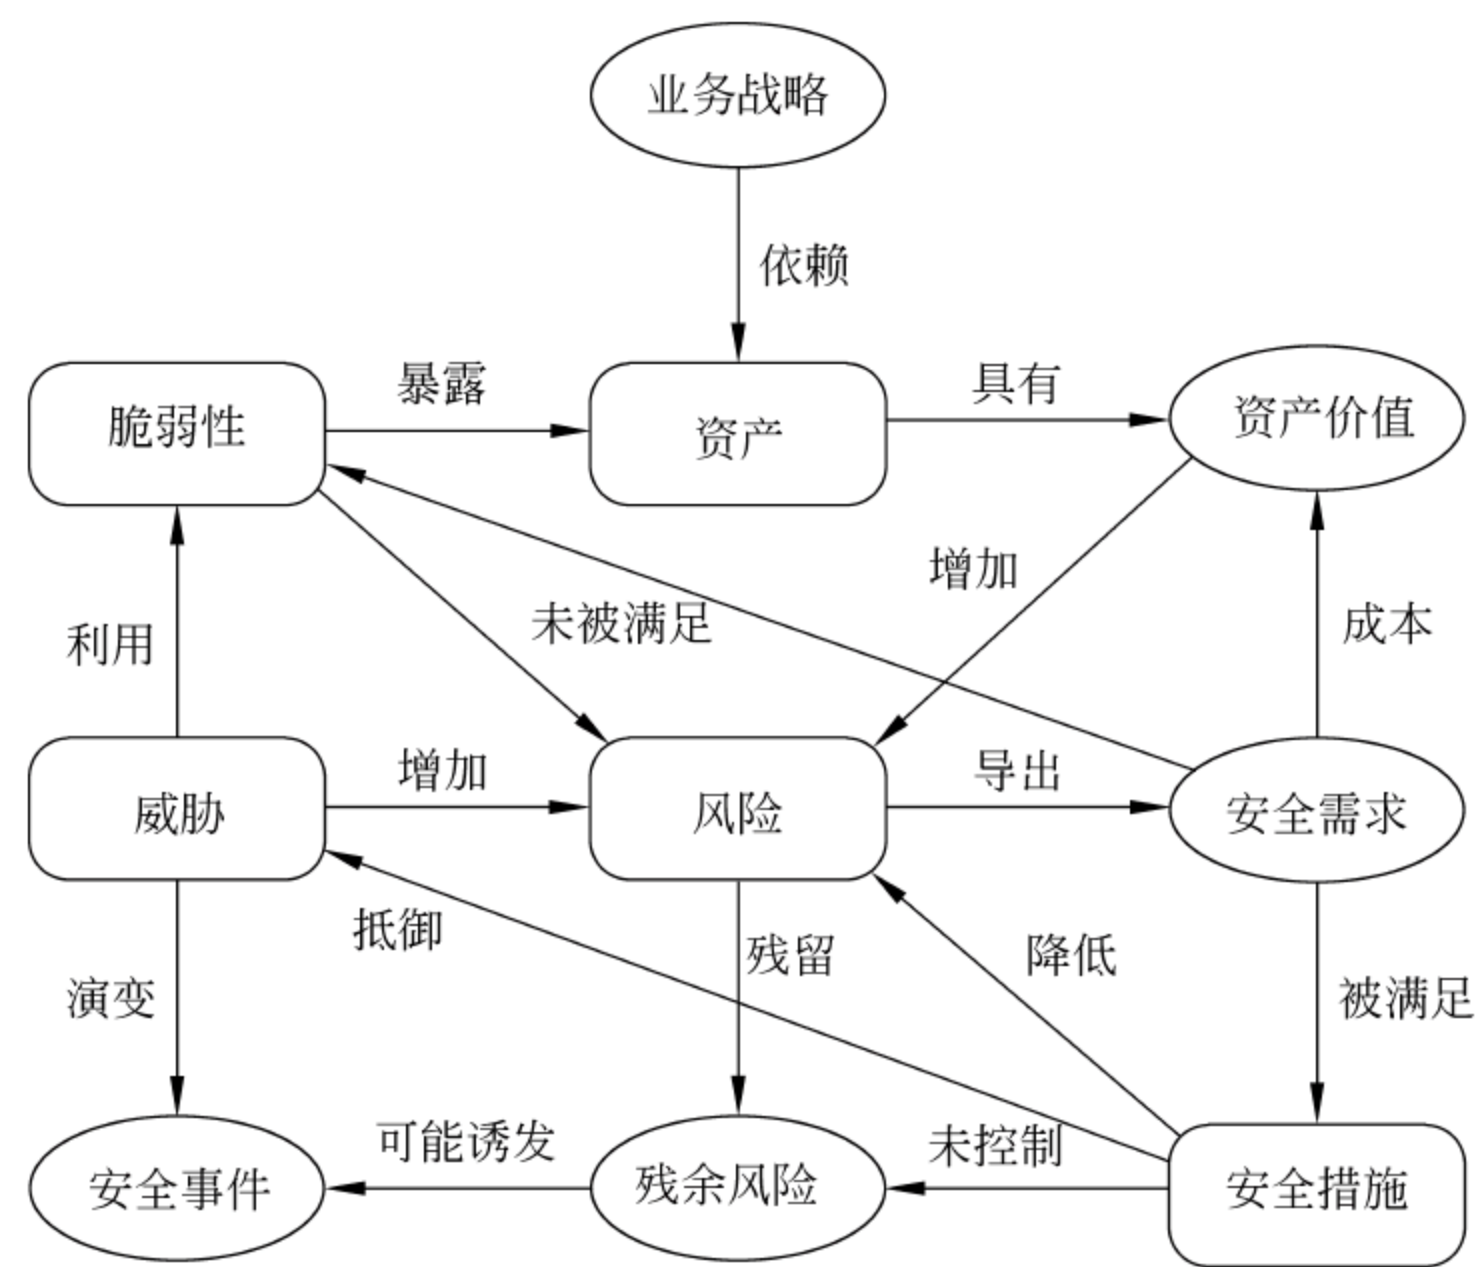 业务战略
依赖
脆弱性
暴露
资产
具有
资产价值
利用
未被满足
增加
成本
威胁
增加
风险
导出
安全需求
演变
抵御
残留
降低
被满足
安全事件
可能诱发
残余风险
未控制
安全措施